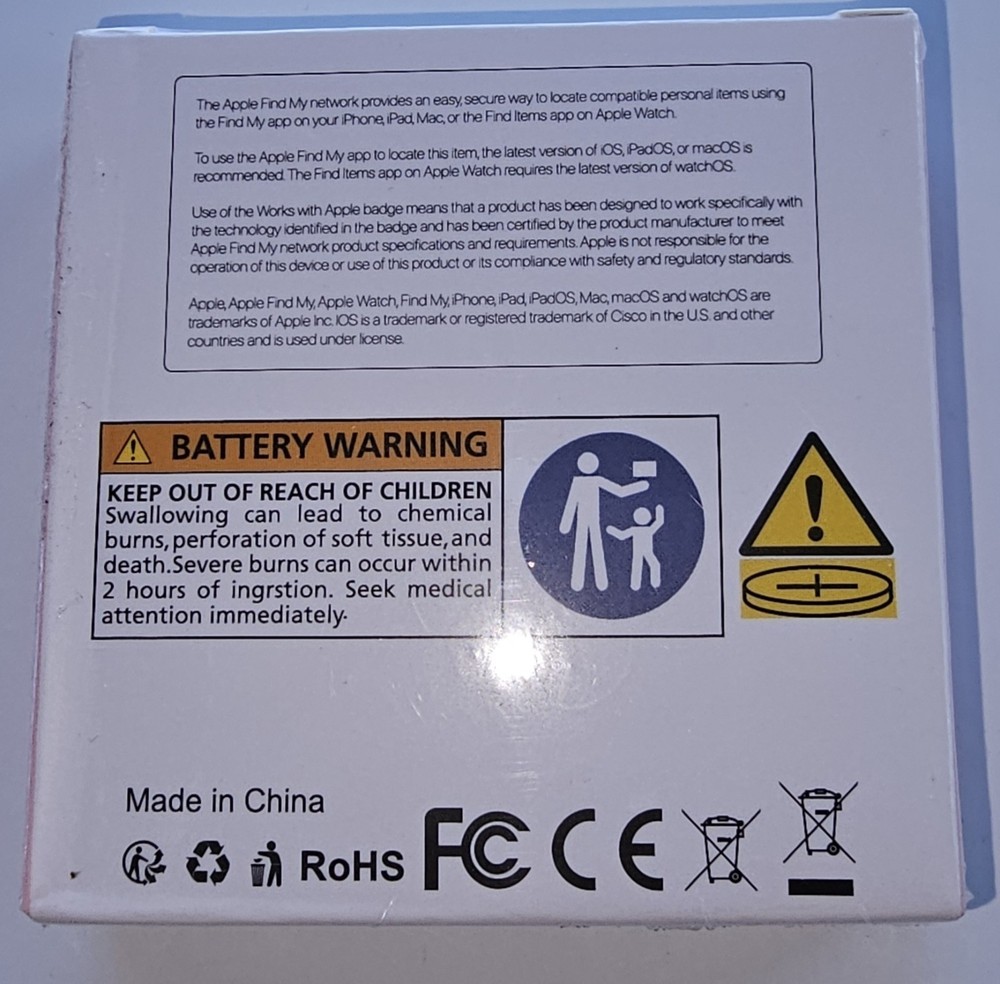 The Apple Find My network provides an easy, secure way to locate compatible personal items using
the Find My app on your iPhone, iPad, Mac, or the Find Items app on Apple Watch.
To use the Apple Find My app to locate this item, the latest version of iOS, iPadOS, or macOS is
recommended. The Find Items app on Apple Watch requires the latest version of watchOS.
Use of the Works with Apple badge means that a product has been designed to work specifically with
the technology identified in the badge and has been certified by the product manufacturer to meet
Apple Find My network product specifications and requirements. Apple is not responsible for the
operation of this device or use of this product or its compliance with safety and regulatory standards.
Apple, Apple Find My, Apple Watch, Find My, iPhone, iPad, iPadOS, Mac, macOS and watchOS are
trademarks of Apple Inc. IOS is a trademark or registered trademark of Cisco in the U.S. and other
countries and is used under license.
BATTERY WARNING
KEEP OUT OF REACH OF CHILDREN
Swallowing can lead to chemical
burns, perforation of soft tissue, and
death.Severe burns can occur within
2 hours of ingrstion. Seek medical
attention immediately.
Made in China
RoHS FC CE